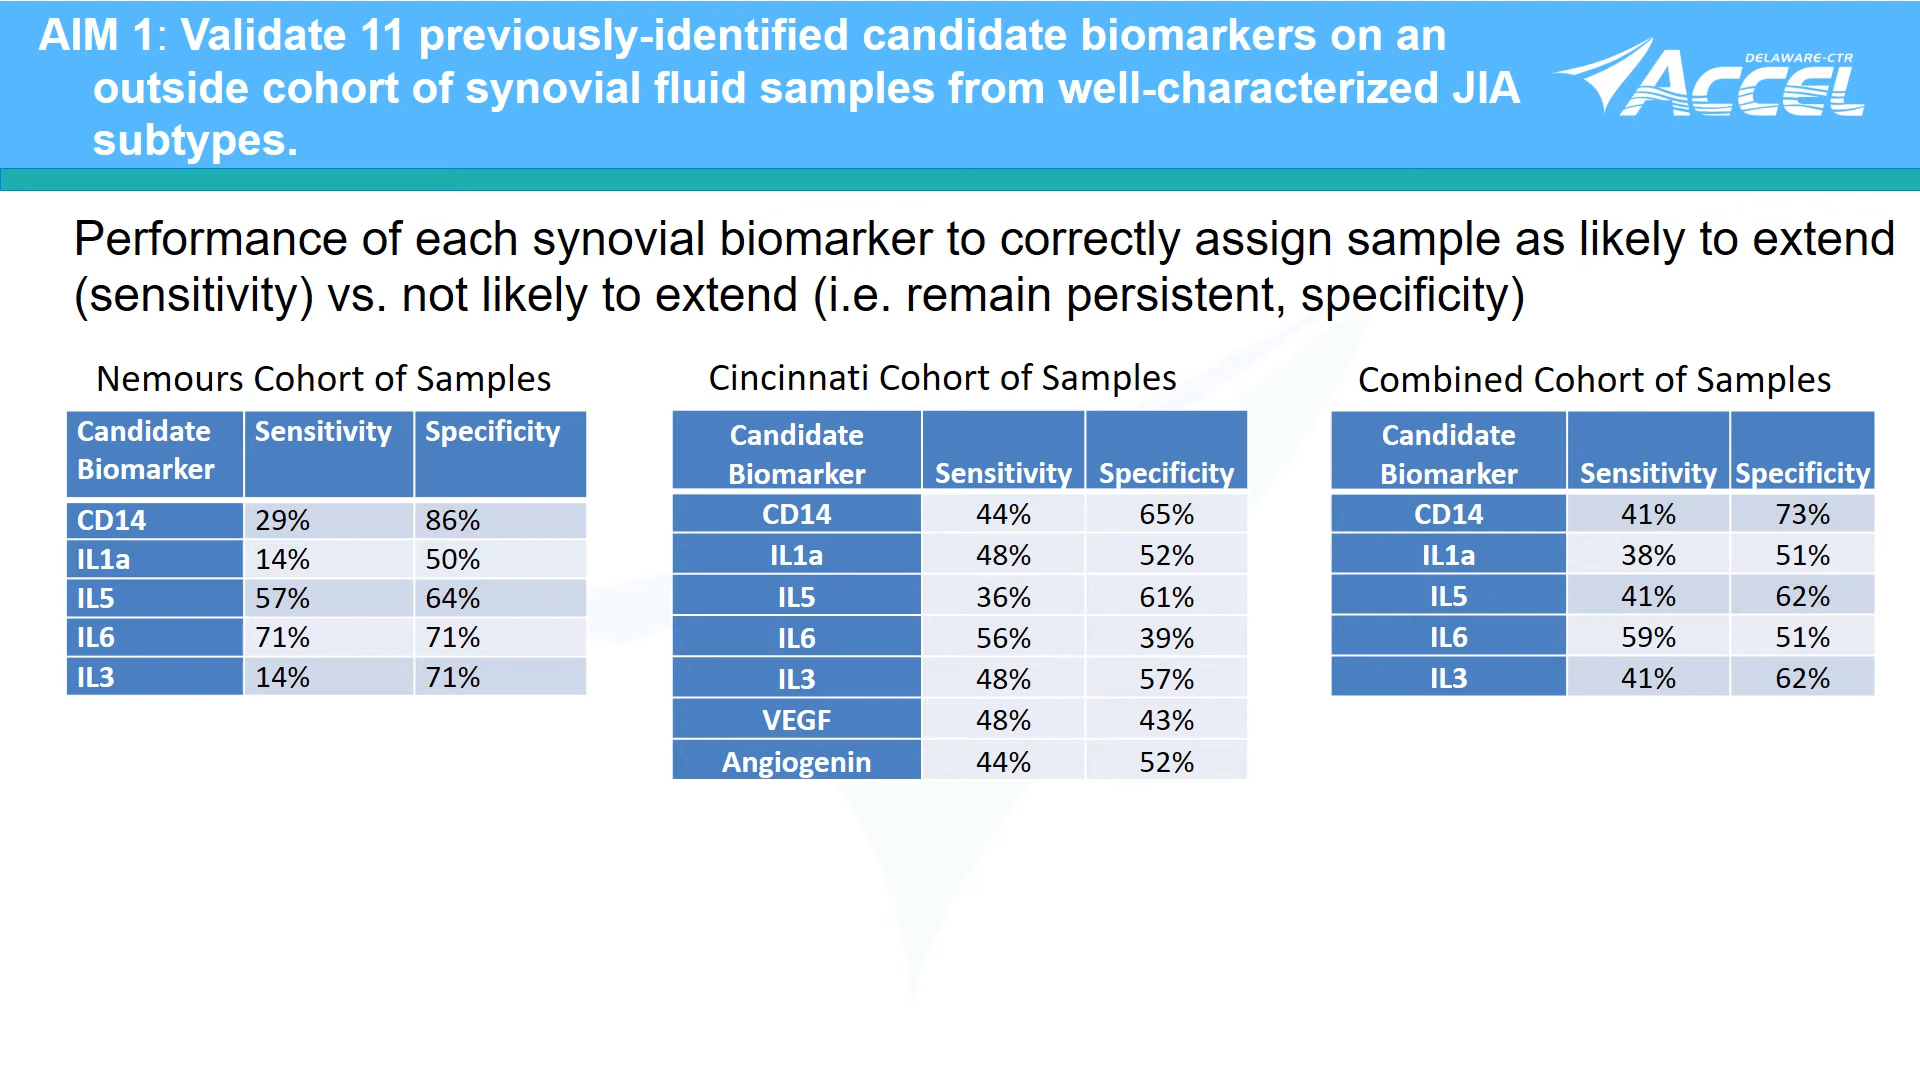 AIM 1: Validate 11 previously-identified candidate biomarkers on an
outside cohort of synovial fluid samples from well-characterized JIA
subtypes.
DELAWARE-CTR
ACCEL
Performance of each synovial biomarker to correctly assign sample as likely to extend
(sensitivity) vs. not likely to extend (i.e. remain persistent, specificity)
Nemours Cohort of Samples
Candidate Biomarker Sensitivity Specificity
CD14 29% 86%
IL1a 14% 50%
IL5 57% 64%
IL6 71% 71%
IL3 14% 71%
Cincinnati Cohort of Samples
Candidate Biomarker Sensitivity Specificity
CD14 44% 65%
IL1a 48% 52%
IL5 36% 61%
IL6 56% 39%
IL3 48% 57%
VEGF 48% 43%
Angiogenin 44% 52%
Combined Cohort of Samples
Candidate Biomarker Sensitivity Specificity
CD14 41% 73%
IL1a 38% 51%
IL5 41% 62%
IL6 59% 51%
IL3 41% 62%